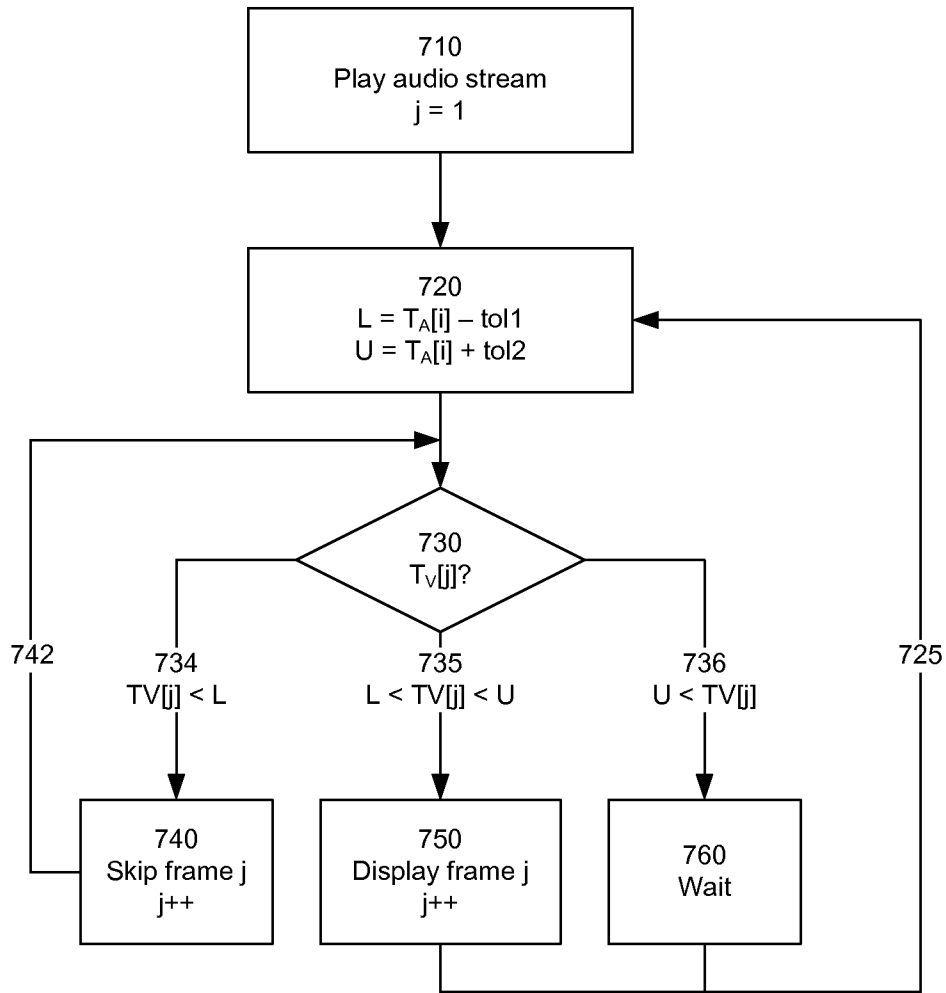 710
Play audio stream
j = 1
720
L = TA[i] – tol1
U = TA[i] + tol2
730
TV[j]?
742
734
TV[j] < L
735
L < TV[j] < U
736
U < TV[j]
725
740
Skip frame j
j++
750
Display frame j
j++
760
Wait